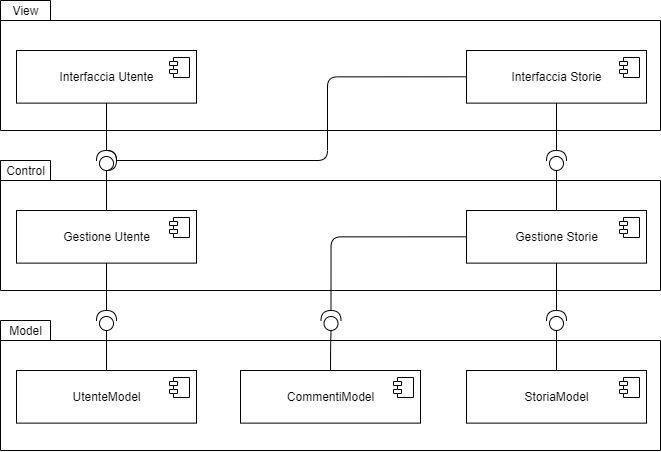 View
Interfaccia Utente
Interfaccia Storie
Control
Gestione Utente
Gestione Storie
Model
UtenteModel
CommentiModel
StoriaModel